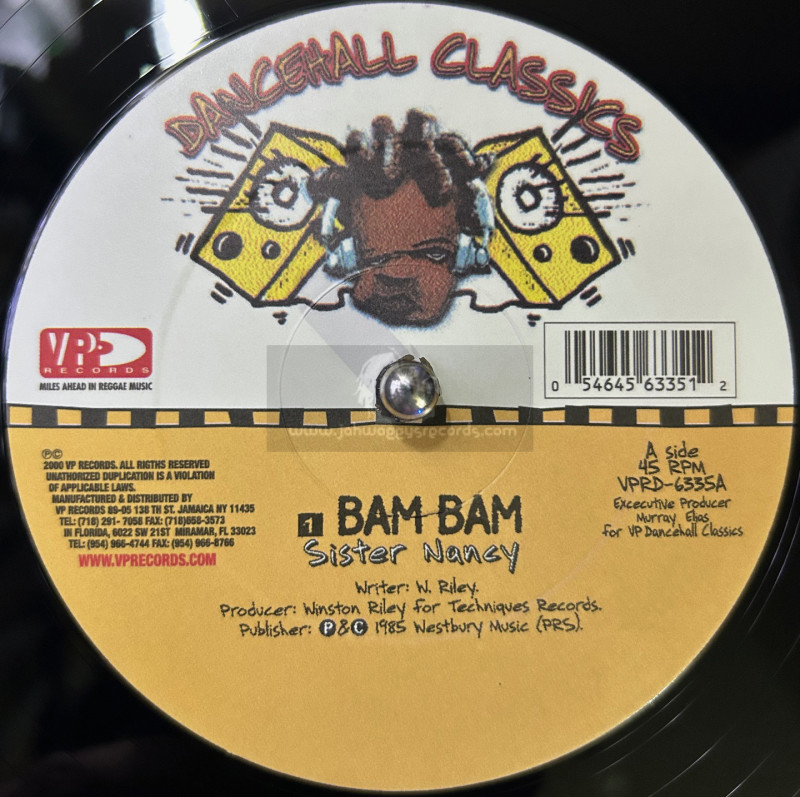 DANCEHALL CLASSICS
VP
RECORDS
MILES AHEAD IN REGGAE MUSIC
0 54645 63351 2
www.jahwaggysrecords.com
℗©
2000 VP RECORDS. ALL RIGTHS RESERVED
UNATHORIZED DUPLICATION IS A VIOLATION
OF APPLICABLE LAWS.
MANUFACTURED & DISTRIBUTED BY
VP RECORDS 89-05 138 TH ST. JAMAICA NY 11435
TEL: (718) 291- 7058 FAX: (718)658-3573
IN FLORIDA, 6022 SW 21ST MIRAMAR, FL 33023
TEL: (954) 966-4744 FAX: (954) 966-8766
WWW.VPRECORDS.COM
A side
45 RPM
VPRD-6335A
Excecutive Producer
Murray Elias
for VP Dancehall Classics
1 BAM BAM
Sister Nancy
Writer: W. Riley.
Producer: Winston Riley for Techniques Records.
Publisher: ℗ & © 1985 Westbury Music (PRS).